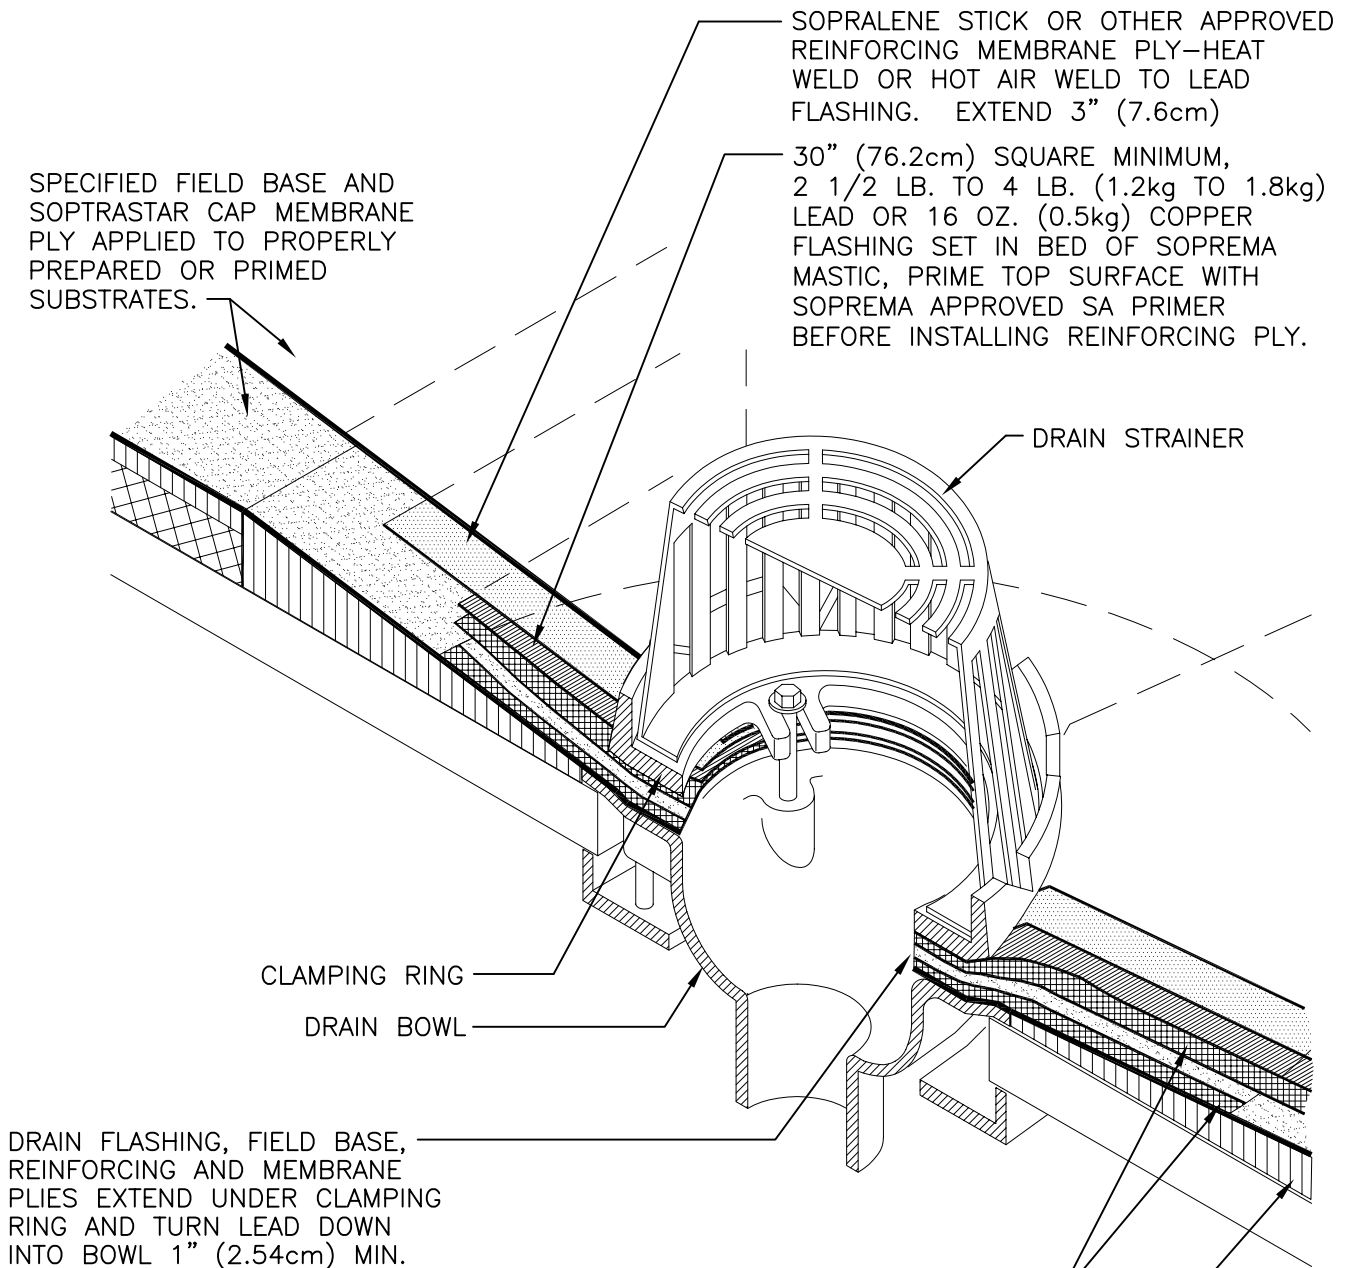 SOPRALENE STICK OR OTHER APPROVED
REINFORCING MEMBRANE PLY-HEAT
WELD OR HOT AIR WELD TO LEAD
FLASHING. EXTEND 3" (7.6cm)
30" (76.2cm) SQUARE MINIMUM,
2 1/2 LB. TO 4 LB. (1.2kg TO 1.8kg)
LEAD OR 16 OZ. (0.5kg) COPPER
FLASHING SET IN BED OF SOPREMA
MASTIC, PRIME TOP SURFACE WITH
SOPREMA APPROVED SA PRIMER
BEFORE INSTALLING REINFORCING PLY.
SPECIFIED FIELD BASE AND
SOPTRASTAR CAP MEMBRANE
PLY APPLIED TO PROPERLY
PREPARED OR PRIMED
SUBSTRATES.
DRAIN STRAINER
CLAMPING RING
DRAIN BOWL
DRAIN FLASHING, FIELD BASE,
REINFORCING AND MEMBRANE
PLIES EXTEND UNDER CLAMPING
RING AND TURN LEAD DOWN
INTO BOWL 1" (2.54cm) MIN.